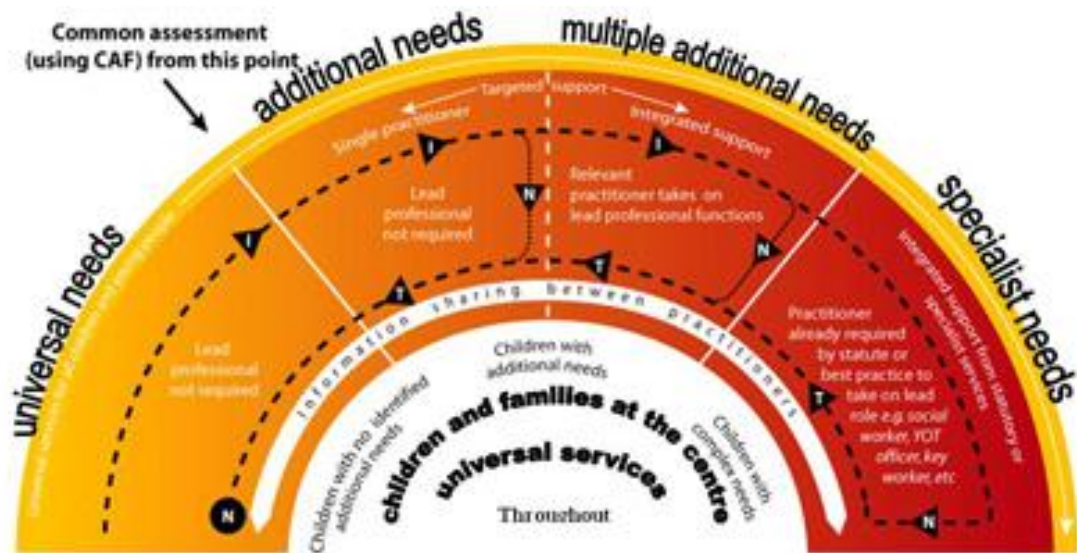 Common assessment
(using CAF) from this point
universal needs
additional needs
multiple additional needs
specialist needs
Targeted support
Single practitioner
Integrated support
I
I
I
N
N
T
T
T
N
N
Lead
professional
not required
Lead
professional
not required
Relevant
practitioner takes on
lead professional functions
Practitioner
already required
by statute or
best practice to
take on lead
role e.g. social
worker, YOT
officer, key
worker, etc
Integrated support from statutory or
specialist services
Information sharing between practitioners
Children with no identified
additional needs
Children with
additional needs
Children with
complex needs
children and families at the centre
universal services
Throurhout